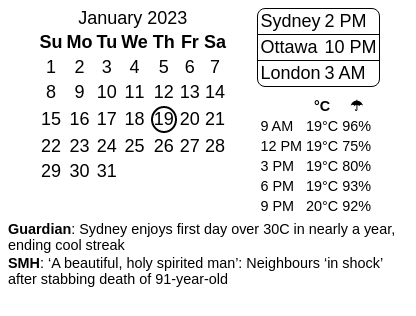 January 2023
Su Mo Tu We Th Fr Sa
1 2 3 4 5 6 7
8 9 10 11 12 13 14
15 16 17 18 19 20 21
22 23 24 25 26 27 28
29 30 31
Sydney 2 PM
Ottawa 10 PM
London 3 AM
°C ☂
9 AM 19°C 96%
12 PM 19°C 75%
3 PM 19°C 80%
6 PM 19°C 93%
9 PM 20°C 92%
Guardian: Sydney enjoys first day over 30C in nearly a year,
ending cool streak
SMH: ‘A beautiful, holy spirited man’: Neighbours ‘in shock’
after stabbing death of 91-year-old